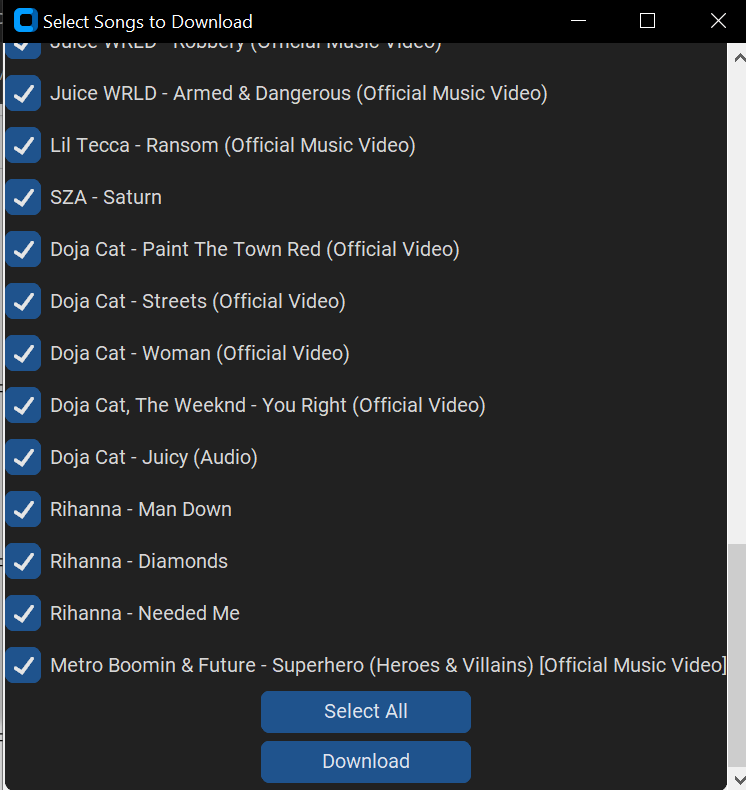 Select Songs to Download
Juice WRLD - Robbery (Official Music Video)
Juice WRLD - Armed & Dangerous (Official Music Video)
Lil Tecca - Ransom (Official Music Video)
SZA - Saturn
Doja Cat - Paint The Town Red (Official Video)
Doja Cat - Streets (Official Video)
Doja Cat - Woman (Official Video)
Doja Cat, The Weeknd - You Right (Official Video)
Doja Cat - Juicy (Audio)
Rihanna - Man Down
Rihanna - Diamonds
Rihanna - Needed Me
Metro Boomin & Future - Superhero (Heroes & Villains) [Official Music Video]
Select All
Download